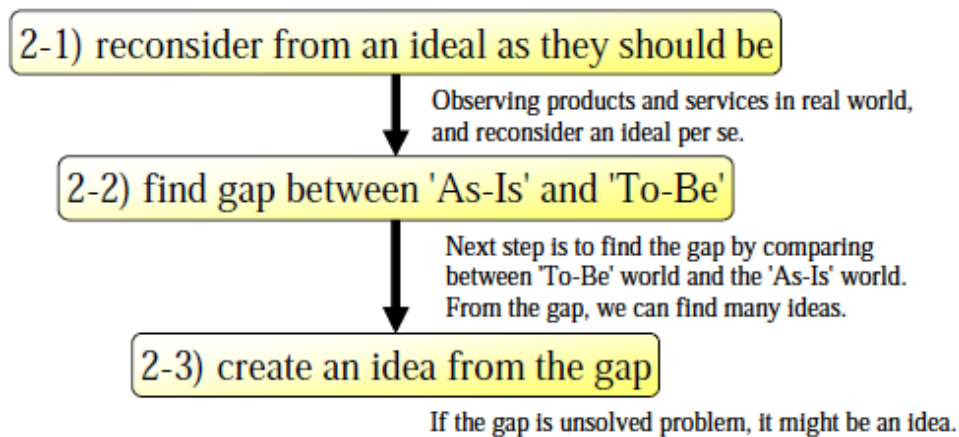 2-1) reconsider from an ideal as they should be
Observing products and services in real world,
and reconsider an ideal per se.
2-2) find gap between 'As-Is' and 'To-Be'
Next step is to find the gap by comparing
between 'To-Be' world and the 'As-Is' world.
From the gap, we can find many ideas.
2-3) create an idea from the gap
If the gap is unsolved problem, it might be an idea.